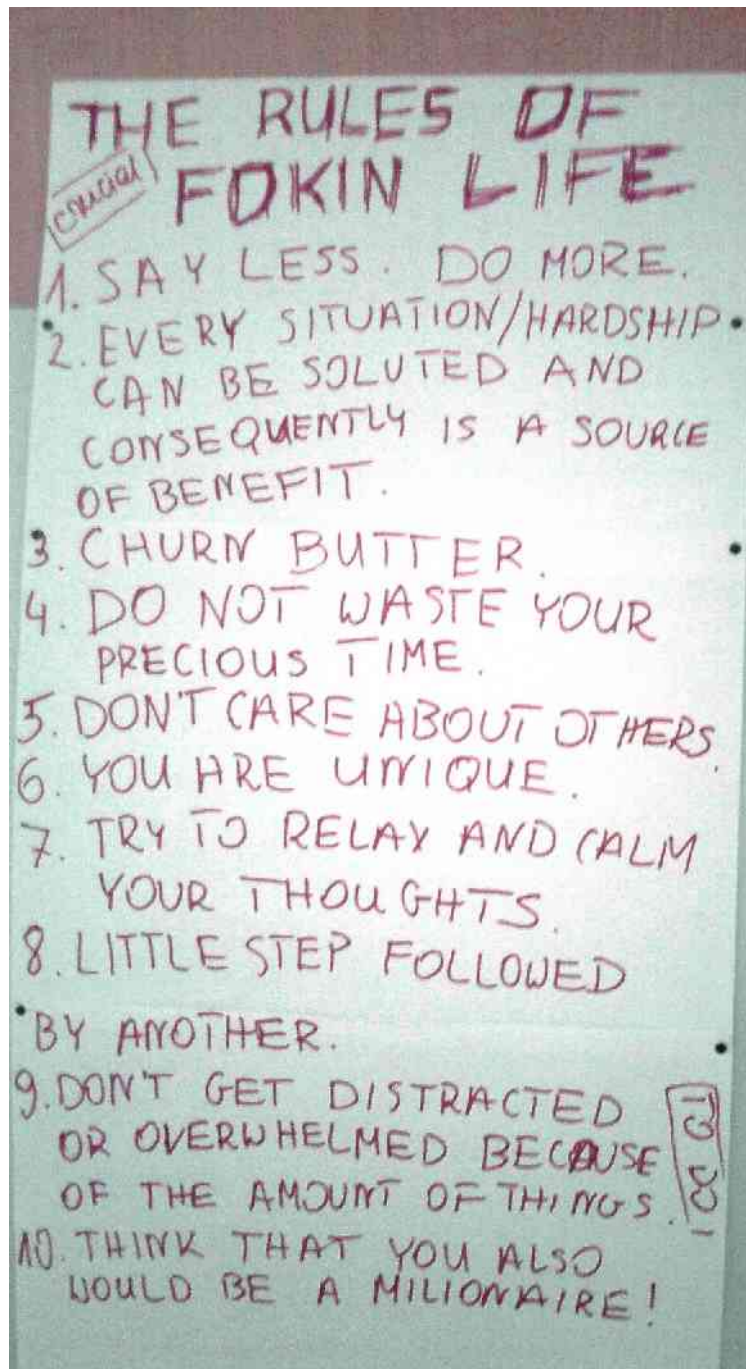 THE RULES OF
crucial
FOKIN LIFE
1. SAY LESS. DO MORE.
2. EVERY SITUATION/HARDSHIP
CAN BE SOLUTED AND
CONSEQUENTLY IS A SOURCE
OF BENEFIT.
3. CHURN BUTTER.
4. DO NOT WASTE YOUR
PRECIOUS TIME.
5. DON'T CARE ABOUT OTHERS.
6. YOU ARE UNIQUE.
7. TRY TO RELAX AND CALM
YOUR THOUGHTS.
8. LITTLE STEP FOLLOWED
BY ANOTHER.
9. DON'T GET DISTRACTED
OR OVERWHELMED BECAUSE
OF THE AMOUNT OF THINGS.
10. THINK THAT YOU ALSO
WOULD BE A MILIONAIRE!